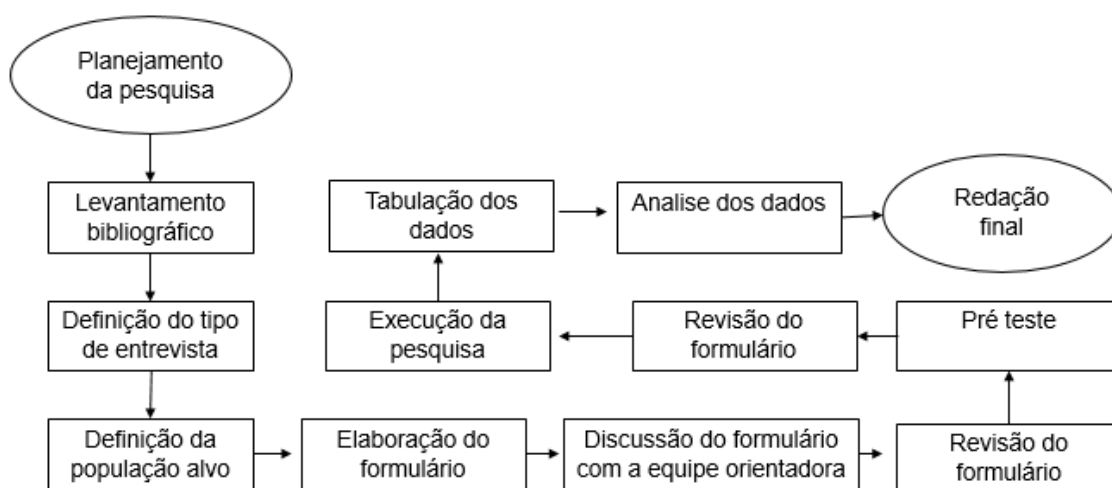 Planejamento
da pesquisa
Levantamento
bibliográfico
Definição do tipo
de entrevista
Definição da
população alvo
Elaboração do
formulário
Discussão do formulário
com a equipe orientadora
Revisão do
formulário
Pré teste
Revisão do
formulário
Execução da
pesquisa
Tabulação dos
dados
Analise dos dados
Redação
final